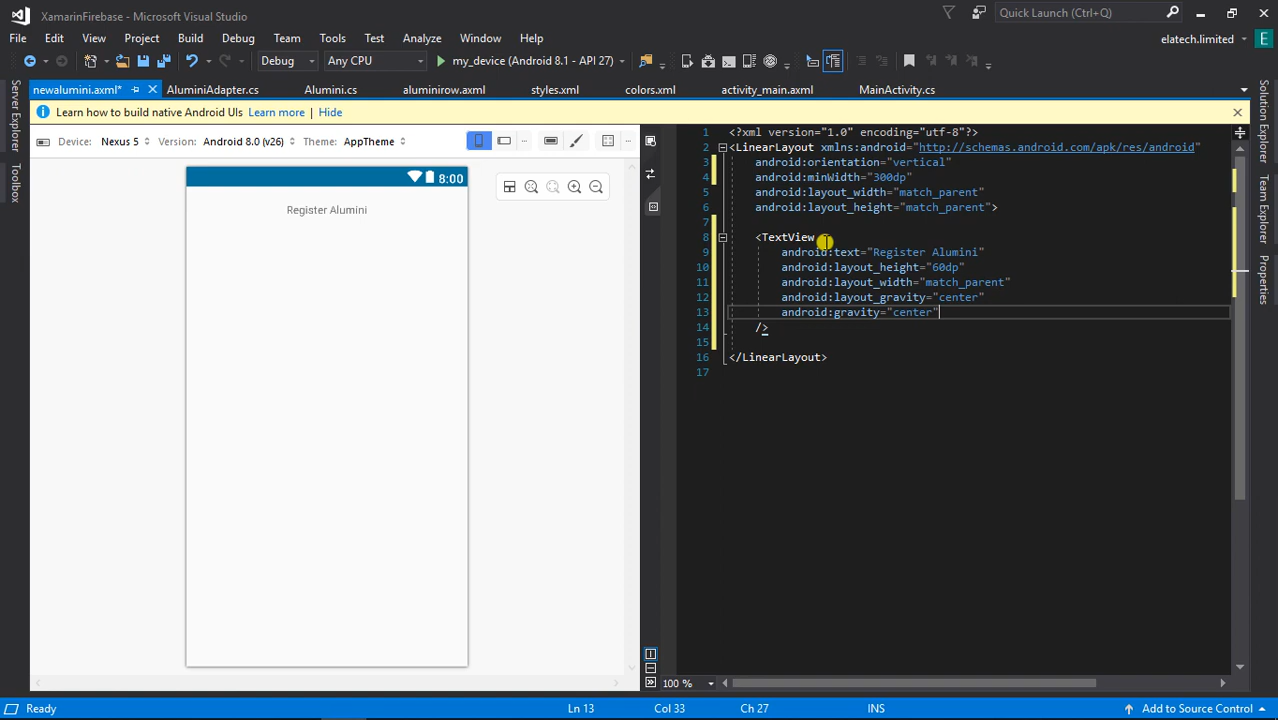 XamarinFirebase - Microsoft Visual Studio
Quick Launch (Ctrl+Q)
File Edit View Project Build Debug Team Tools Test Analyze Window Help
elatech.limited E
Debug Any CPU my_device (Android 8.1 - API 27)
newalumini.axml* AluminiAdapter.cs Alumini.cs aluminirow.axml styles.xml colors.xml activity_main.axml MainActivity.cs
Learn how to build native Android UIs Learn more Hide
Server Explorer
Toolbox
Device: Nexus 5 Version: Android 8.0 (v26) Theme: AppTheme
8:00
Register Alumini
1 <?xml version="1.0" encoding="utf-8"?>
2 <LinearLayout xmlns:android="http://schemas.android.com/apk/res/android"
3 android:orientation="vertical"
4 android:minWidth="300dp"
5 android:layout_width="match_parent"
6 android:layout_height="match_parent">
7
8 <TextView
9 android:text="Register Alumini"
10 android:layout_height="60dp"
11 android:layout_width="match_parent"
12 android:layout_gravity="center"
13 android:gravity="center"
14 />
15
16 </LinearLayout>
17
Solution Explorer
Team Explorer
Properties
100 %
Ready Ln 13 Col 33 Ch 27 INS Add to Source Control